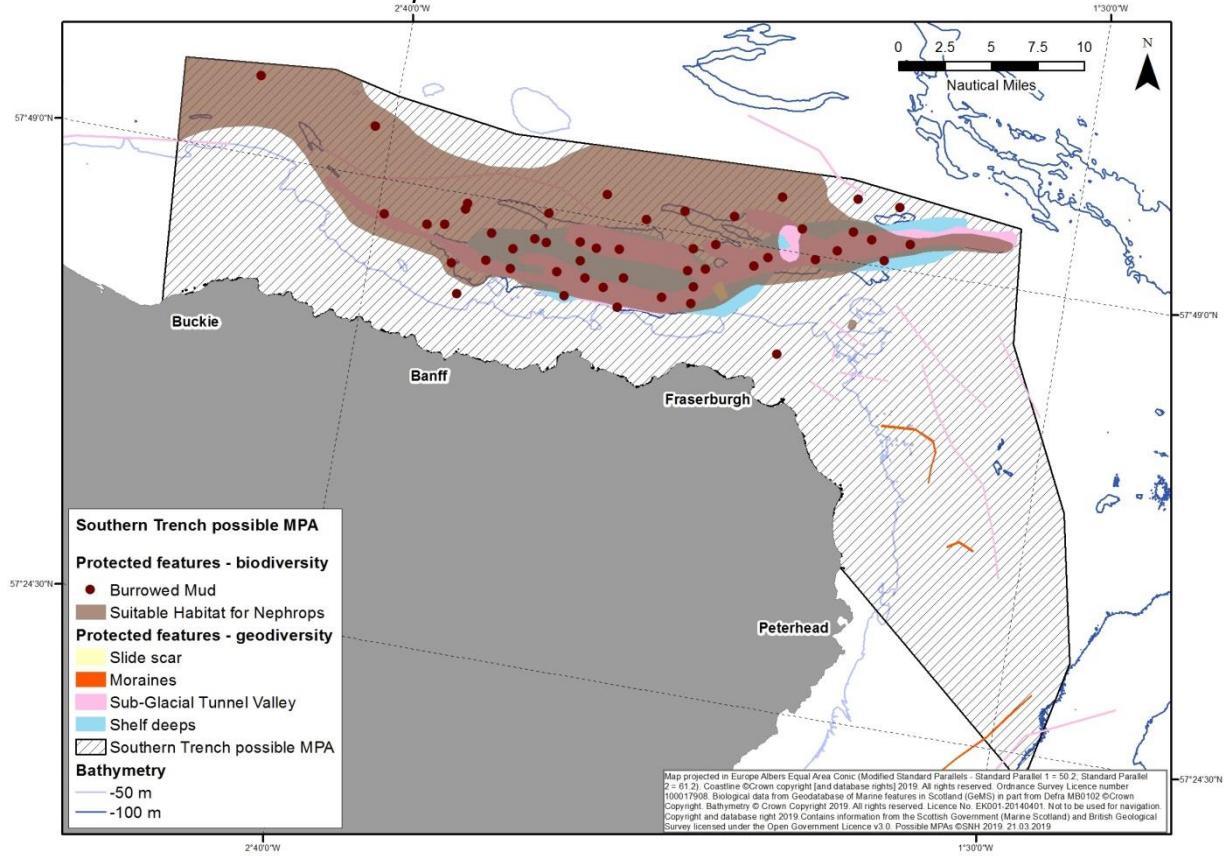 2°40'0"W
1°30'0"W
0 2.5 5 7.5 10
Nautical Miles
N
57°49'0"N
57°49'0"N
Buckie
Banff
Fraserburgh
Peterhead
57°24'30"N
57°24'30"N
Southern Trench possible MPA
Protected features - biodiversity
Burrowed Mud
Suitable Habitat for Nephrops
Protected features - geodiversity
Slide scar
Moraines
Sub-Glacial Tunnel Valley
Shelf deeps
Southern Trench possible MPA
Bathymetry
-50 m
-100 m
Map projected in Europe Albers Equal Area Conic (Modified Standard Parallels - Standard Parallel 1 = 50.2, Standard Parallel
2 = 61.2). Coastline ©Crown copyright [and database rights] 2019. All rights reserved. Ordnance Survey Licence number
100017908. Biological data from Geodatabase of Marine features in Scotland (GeMS) in part from Defra MB0102 ©Crown
Copyright. Bathymetry © Crown Copyright 2019. All rights reserved. Licence No. EK001-20140401. Not to be used for navigation.
Copyright and database right 2019.Contains information from the Scottish Government (Marine Scotland) and British Geological
Survey licensed under the Open Government Licence v3.0. Possible MPAs ©SNH 2019. 21.03.2019
2°40'0"W
1°30'0"W